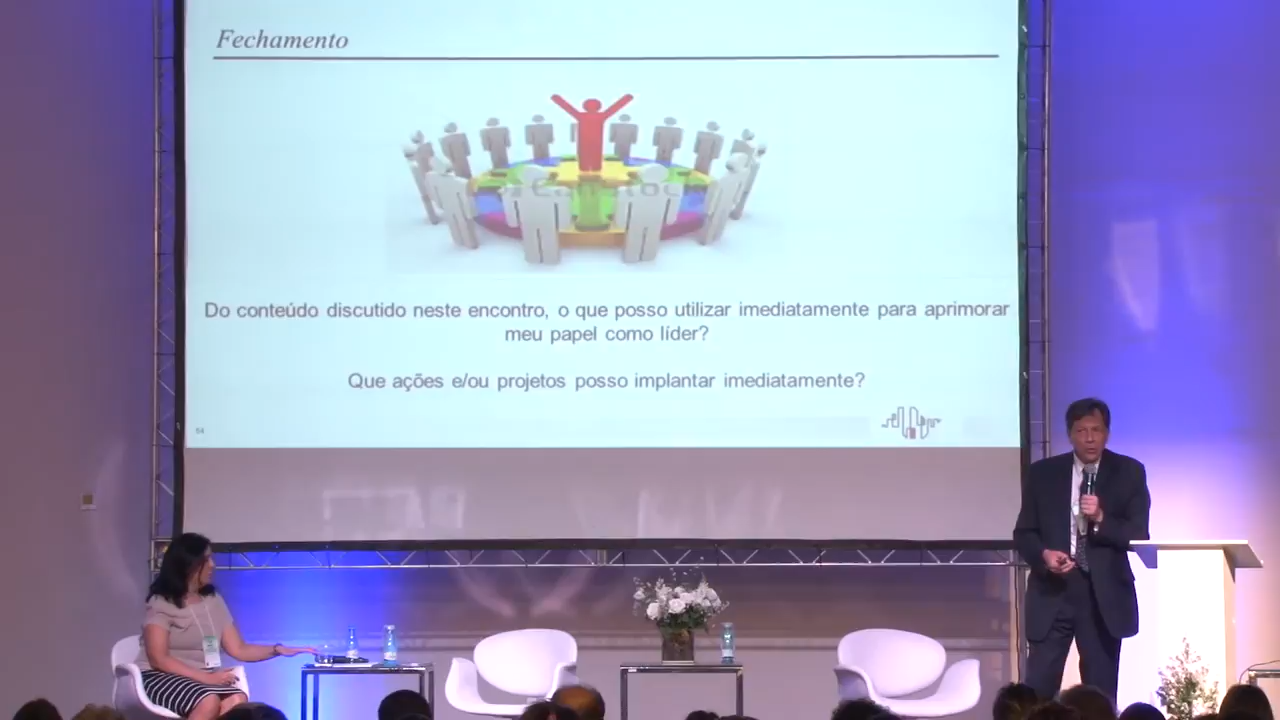 Fechamento
Do conteúdo discutido neste encontro, o que posso utilizar imediatamente para aprimorar
meu papel como líder?
Que ações e/ou projetos posso implantar imediatamente?